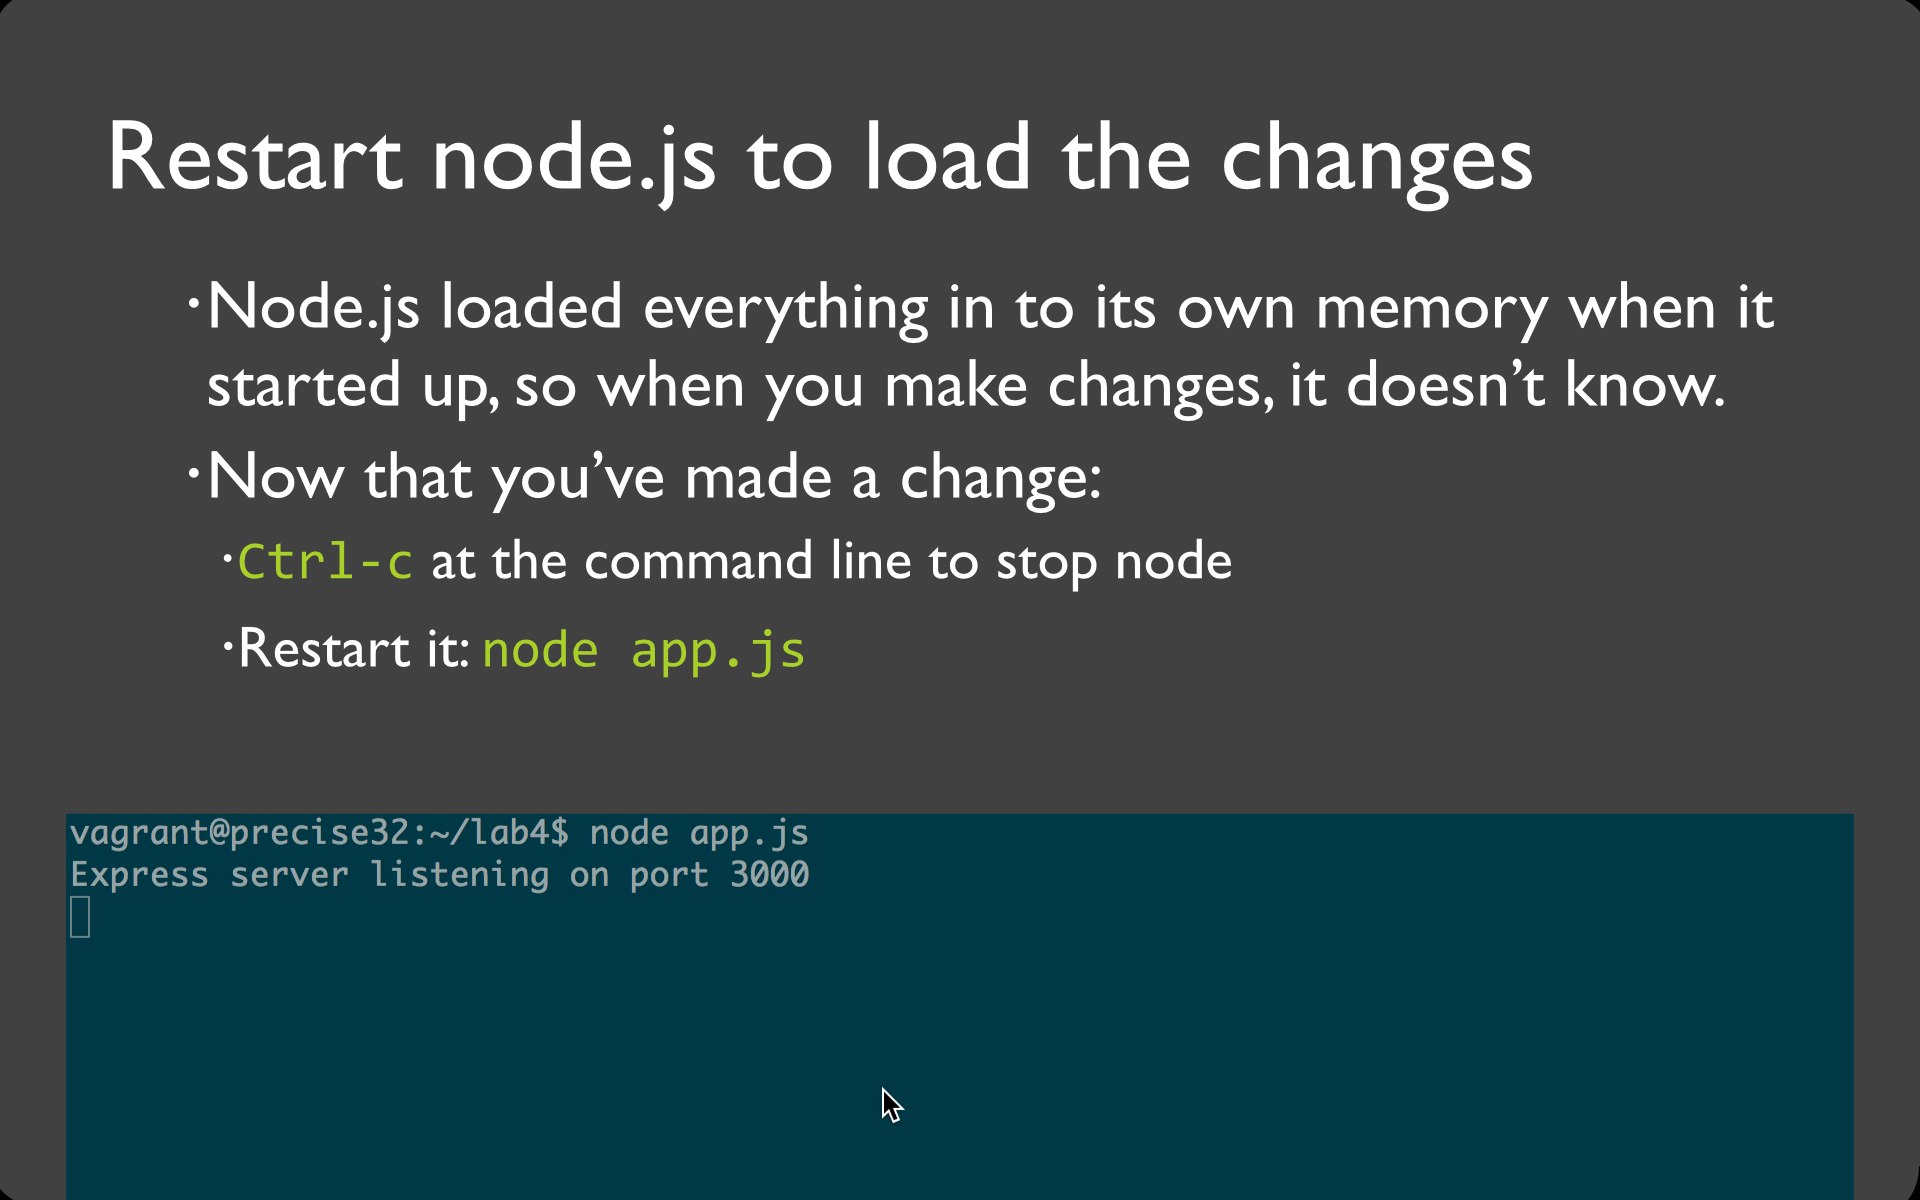 Restart node.js to load the changes
•Node.js loaded everything in to its own memory when it
started up, so when you make changes, it doesn’t know.
•Now that you’ve made a change:
•Ctrl-c at the command line to stop node
•Restart it: node app.js
vagrant@precise32:~/lab4$ node app.js
Express server listening on port 3000